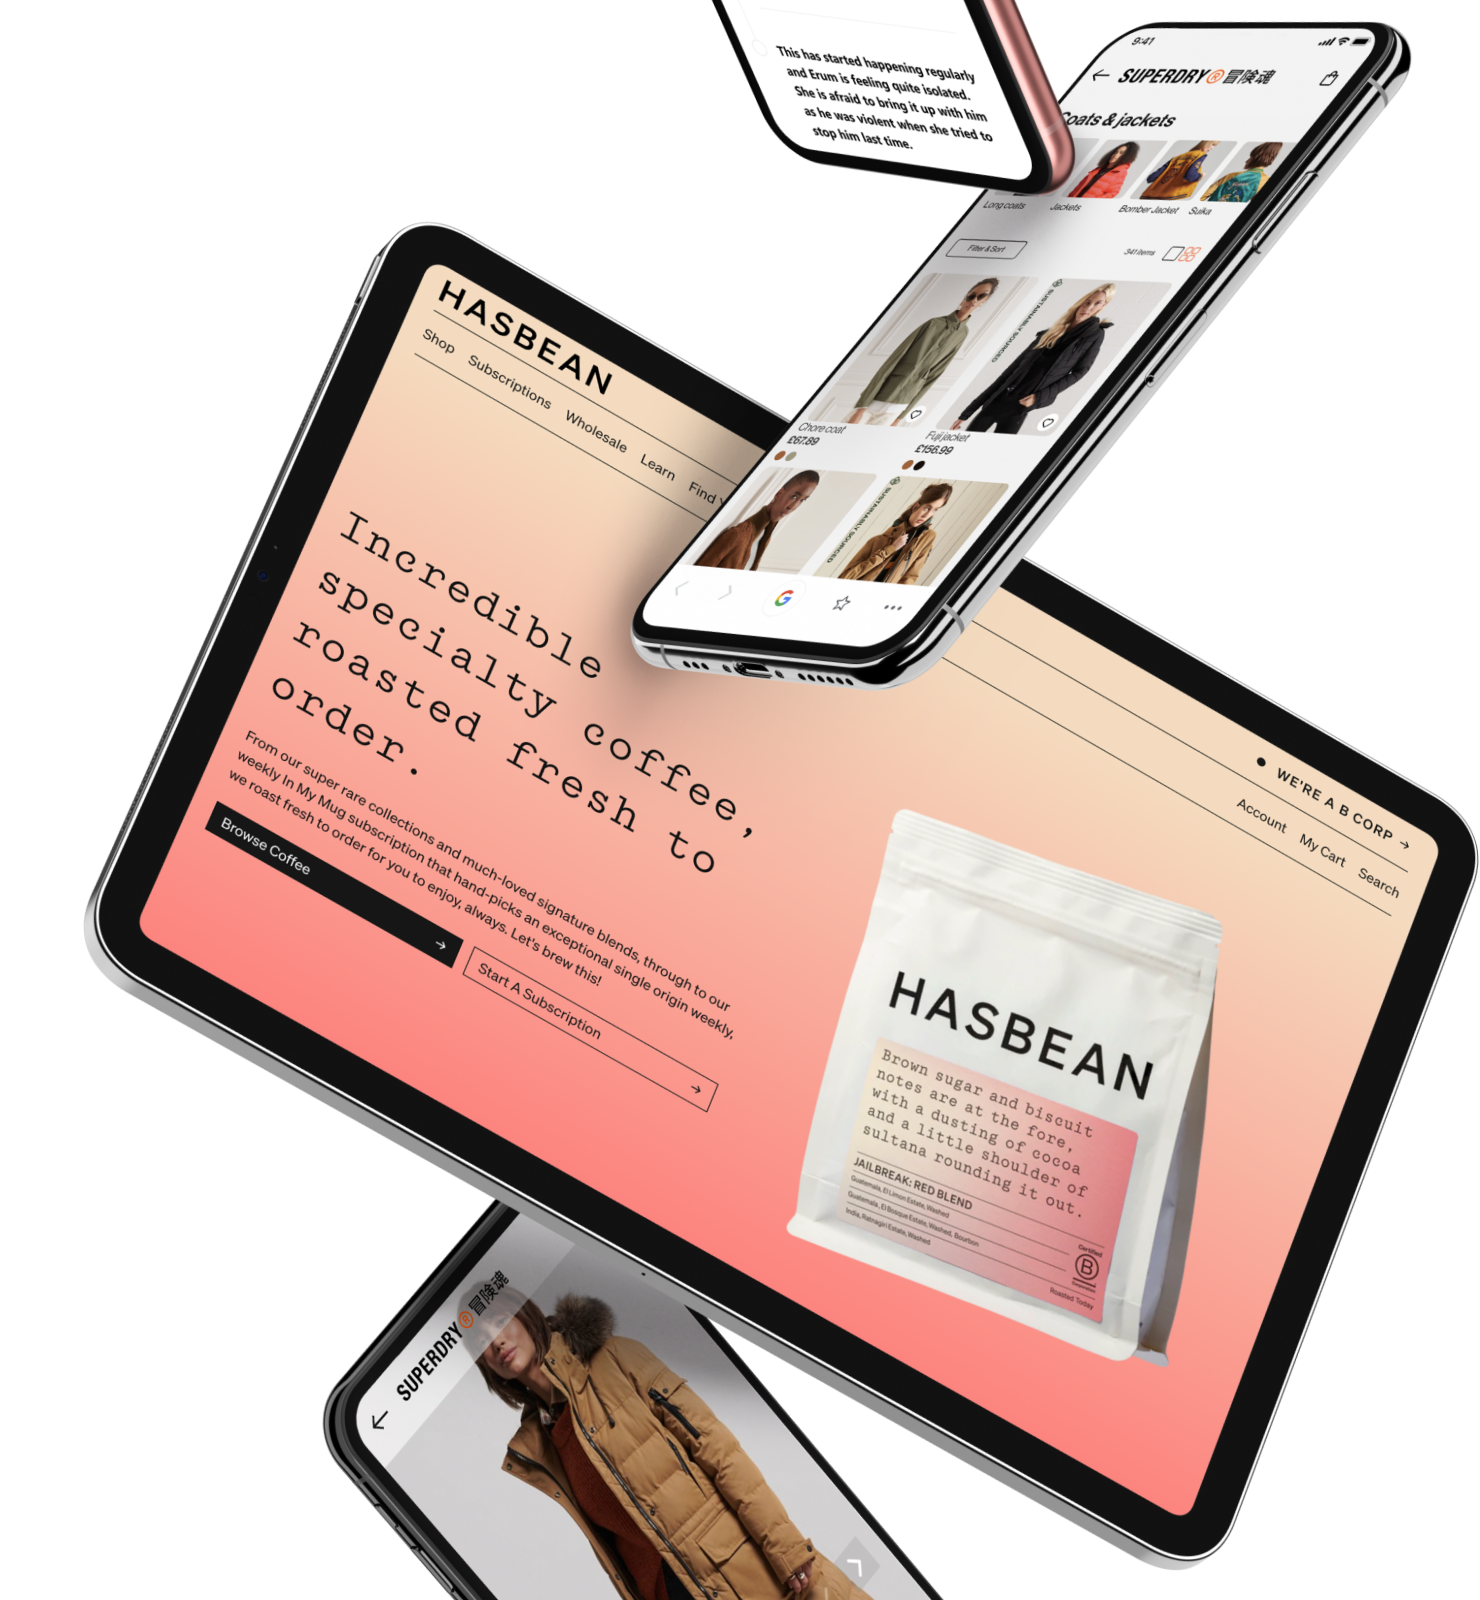 This has started happening regularly
and Erum is feeling quite isolated.
She is afraid to bring it up with him
as he was violent when she tried to
stop him last time.
9:41
SUPERDRY®冒険魂
Coats & jackets
Long coats
Jackets
Bomber Jacket
Suika
Filter & Sort
341 items
SUSTAINABLY SOURCED
Chore coat
£67.89
Fuji jacket
£156.99
SUSTAINABLY SOURCED
G
HASBEAN
Shop Subscriptions Wholesale Learn Find
WE'RE A B CORP →
Account My Cart Search
Incredible
specialty coffee,
roasted fresh to
order.
From our super rare collections and much-loved signature blends, through to our
weekly In My Mug subscription that hand-picks an exceptional single origin weekly,
we roast fresh to order for you to enjoy, always. Let's brew this!
Browse Coffee →
Start A Subscription →
HASBEAN
Brown sugar and biscuit
notes are at the fore,
with a dusting of cocoa
and a little shoulder of
sultana rounding it out.
JAILBREAK: RED BLEND
Guatemala, El Limon Estate, Washed
Guatemala, El Bosque Estate, Washed, Bourbon
India, Ratnagiri Estate, Washed
Certified
B
Corporation
Roasted Today
SUPERDRY®冒険魂